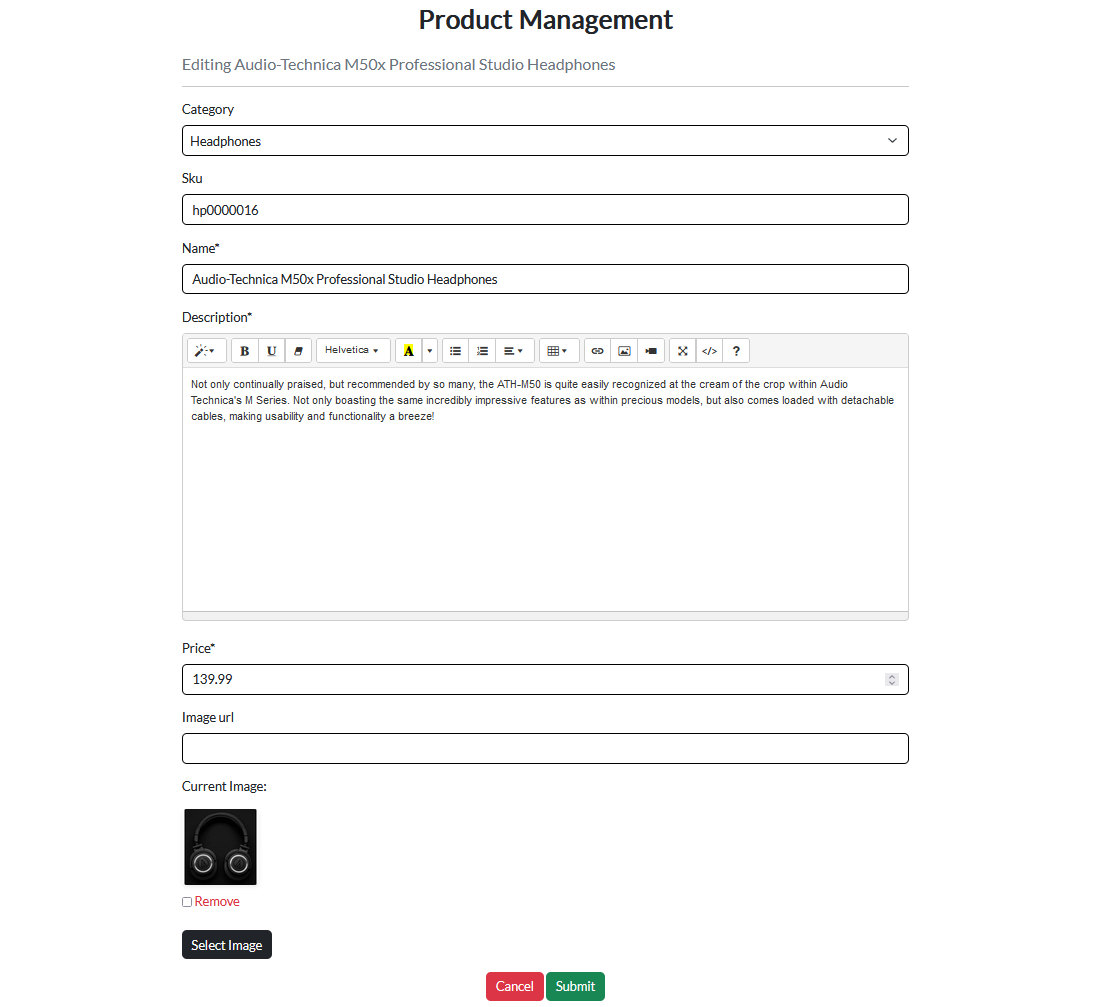 Product Management
Editing Audio-Technica M50x Professional Studio Headphones
Category
Headphones
Sku
hp0000016
Name*
Audio-Technica M50x Professional Studio Headphones
Description*
B U Helvetica A </> ?
Not only continually praised, but recommended by so many, the ATH-M50 is quite easily recognized at the cream of the crop within Audio
Technica's M Series. Not only boasting the same incredibly impressive features as within precious models, but also comes loaded with detachable
cables, making usability and functionality a breeze!
Price*
139.99
Image url
Current Image:
Remove
Select Image
Cancel Submit